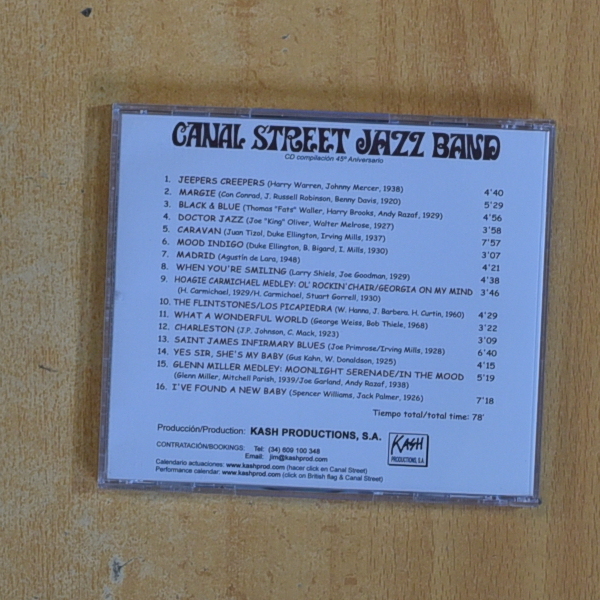 CANAL STREET JAZZ BAND
CD compilación 45º Aniversario
1. JEEPERS CREEPERS (Harry Warren, Johnny Mercer, 1938) 4'40
2. MARGIE (Con Conrad, J. Russell Robinson, Benny Davis, 1920) 5'29
3. BLACK & BLUE (Thomas "Fats" Waller, Harry Brooks, Andy Razaf, 1929) 4'56
4. DOCTOR JAZZ (Joe "King" Oliver, Walter Melrose, 1927) 3'58
5. CARAVAN (Juan Tizol, Duke Ellington, Irving Mills, 1937) 7'57
6. MOOD INDIGO (Duke Ellington, B. Bigard, I. Mills, 1930) 3'07
7. MADRID (Agustín de Lara, 1948) 4'21
8. WHEN YOU'RE SMILING (Larry Shiels, Joe Goodman, 1929) 4'38
9. HOAGIE CARMICHAEL MEDLEY: OL' ROCKIN'CHAIR/GEORGIA ON MY MIND 3'46
(H. Carmichael, 1929/H. Carmichael, Stuart Gorrell, 1930)
10. THE FLINTSTONES/LOS PICAPIEDRA (W. Hanna, J. Barbera, H. Curtin, 1960) 4'29
11. WHAT A WONDERFUL WORLD (George Weiss, Bob Thiele, 1968) 3'22
12. CHARLESTON (J.P. Johnson, C. Mack, 1923) 3'09
13. SAINT JAMES INFIRMARY BLUES (Joe Primrose/Irving Mills, 1928) 6'40
14. YES SIR, SHE'S MY BABY (Gus Kahn, W. Donaldson, 1925) 4'15
15. GLENN MILLER MEDLEY: MOONLIGHT SERENADE/IN THE MOOD 5'19
(Glenn Miller, Mitchell Parish, 1939/Joe Garland, Andy Razaf, 1938)
16. I'VE FOUND A NEW BABY (Spencer Williams, Jack Palmer, 1926) 7'18
Tiempo total/total time: 78'
Producción/Production: KASH PRODUCTIONS, S.A.
KASH
PRODUCTIONS, S.A
CONTRATACIÓN/BOOKINGS: Tel: (34) 609 100 348
Email: jim@kashprod.com
Calendario actuaciones: www.kashprod.com (hacer click en Canal Street)
Performance calendar: www.kashprod.com (click on British flag & Canal Street)